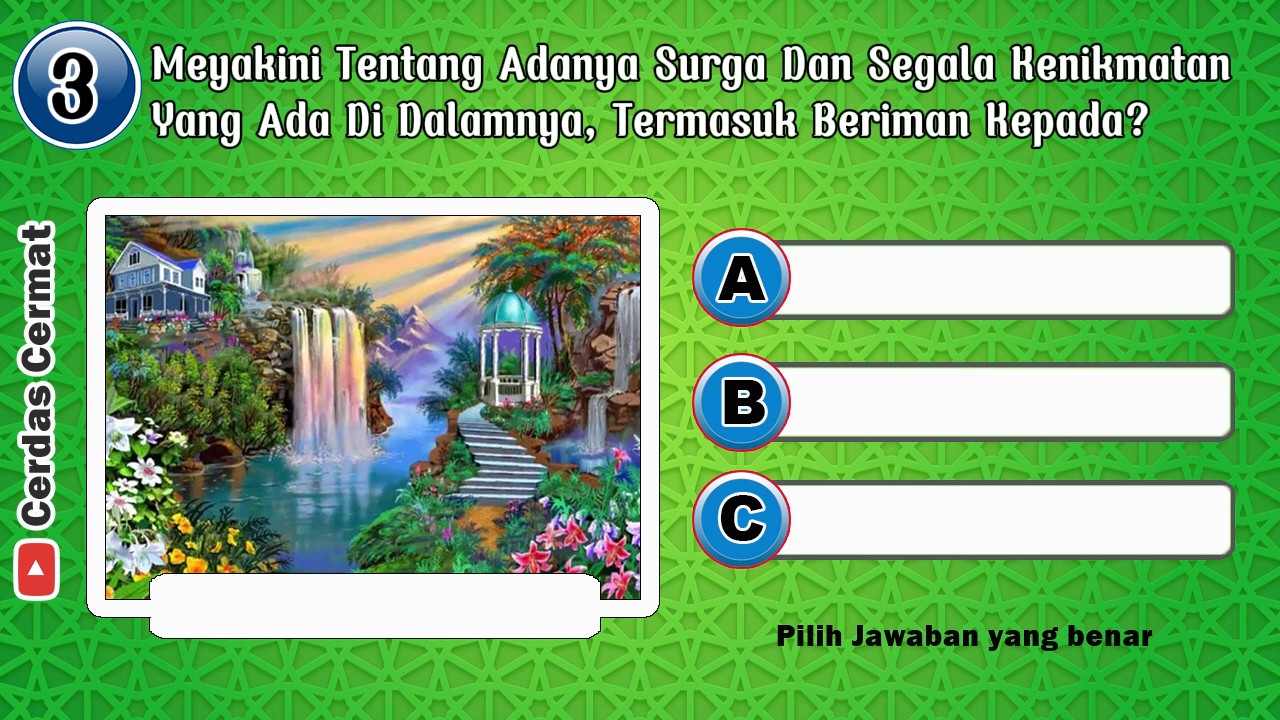 3
Meyakini Tentang Adanya Surga Dan Segala Kenikmatan
Yang Ada Di Dalamnya, Termasuk Beriman Kepada?
Cerdas Cermat
A
B
C
Pilih Jawaban yang benar